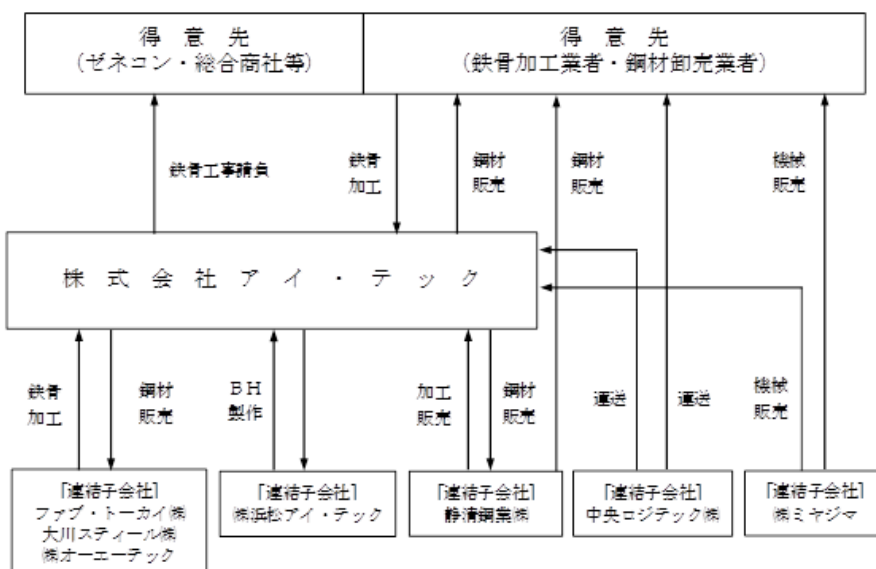 得意先
(ゼネコン・総合商社等)
得意先
(鉄骨加工業者・鋼材卸売業者)
鉄骨工事請負
鉄骨
加工
鋼材
販売
鋼材
販売
機械
販売
株式会社アイ・テック
鉄骨
加工
鋼材
販売
BH
製作
加工
販売
鋼材
販売
運送
運送
機械
販売
[連結子会社]
ファブ・トーカイ㈱
大川スティール㈱
㈱オーエーテック
[連結子会社]
㈱浜松アイ・テック
[連結子会社]
静清鋼業㈱
[連結子会社]
中央ロジテック㈱
[連結子会社]
㈱ミヤジマ